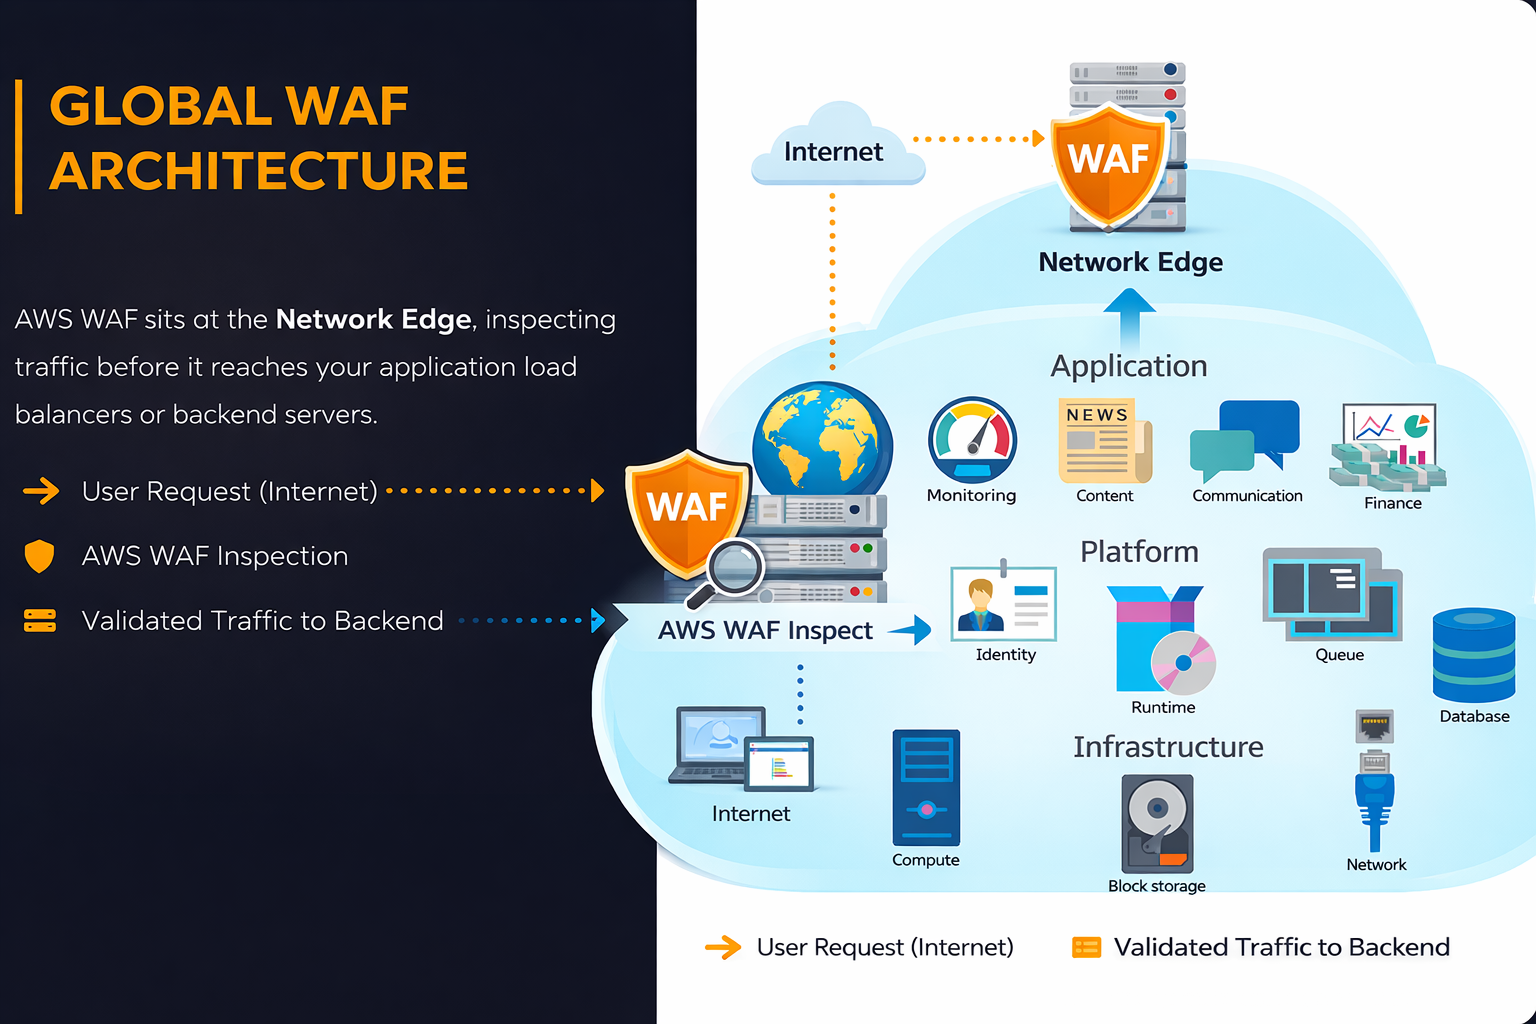 GLOBAL WAF
ARCHITECTURE
AWS WAF sits at the Network Edge, inspecting
traffic before it reaches your application load
balancers or backend servers.
User Request (Internet)
AWS WAF Inspection
Validated Traffic to Backend
Internet
WAF
Network Edge
Application
Monitoring
NEWS
Content
Communication
Finance
WAF
AWS WAF Inspect
Platform
Identity
Runtime
Queue
Database
Infrastructure
Internet
Compute
Block storage
Network
User Request (Internet)
Validated Traffic to Backend